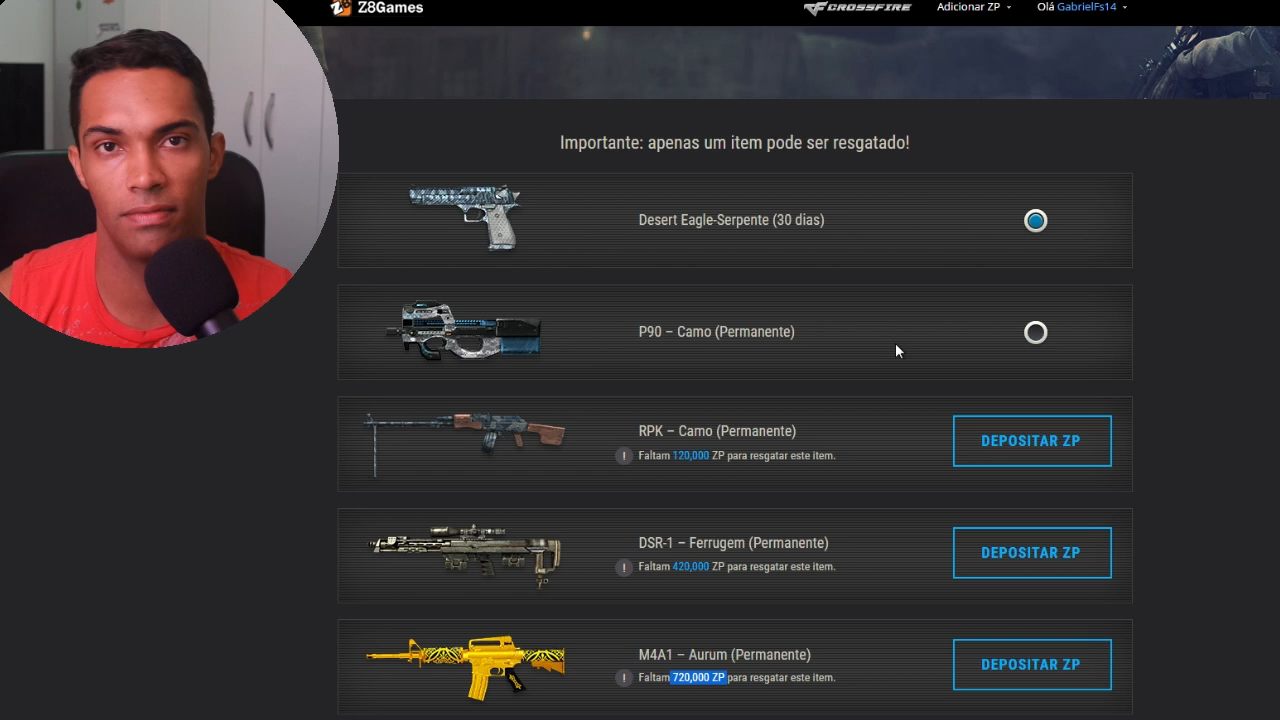 Z8Games
CROSSFIRE
Adicionar ZP
Olá GabrielFs14
Importante: apenas um item pode ser resgatado!
Desert Eagle-Serpente (30 dias)
P90 – Camo (Permanente)
RPK – Camo (Permanente)
! Faltam 120,000 ZP para resgatar este item.
DEPOSITAR ZP
DSR-1 – Ferrugem (Permanente)
! Faltam 420,000 ZP para resgatar este item.
DEPOSITAR ZP
M4A1 – Aurum (Permanente)
! Faltam 720,000 ZP para resgatar este item.
DEPOSITAR ZP